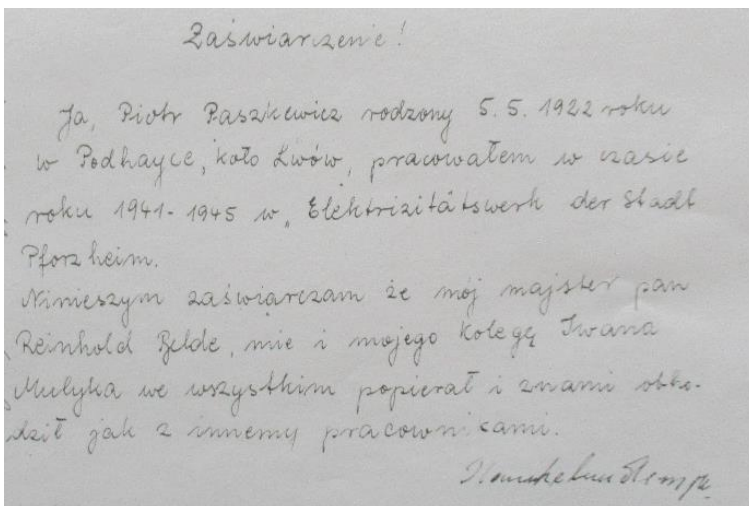 Zaświarczenie!
Ja, Piotr Paszkewicz rodzony 5. 5. 1922 roku
w Podhayce, koło Lwów, pracowałem w czasie
roku 1941-1945 w „Elektrizitätswerk der Stadt
Pforzheim.
Ninieszym zaświarczam że mój majster pan
Reinhold Belde, mie i mojego kolegę Iwana
Mulyka we wszystkim popierał i znami obho-
dził jak z innemy pracownikami.